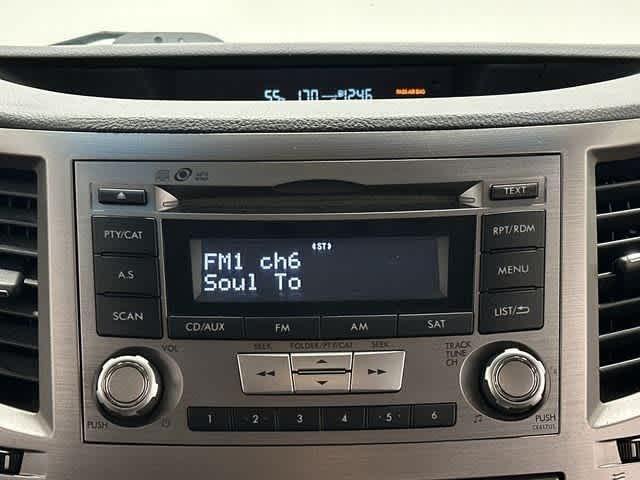 55 170 12:46 PASS AIR BAG
TEXT
PTY/CAT RPT/RDM
(ST)
FM1 ch6
Soul To
A.S MENU
SCAN LIST/
CD/AUX FM AM SAT
SEEK FOLDER/PTY/CAT SEEK
VOL
TRACK
TUNE
CH
PUSH 1 2 3 4 5 6 PUSH